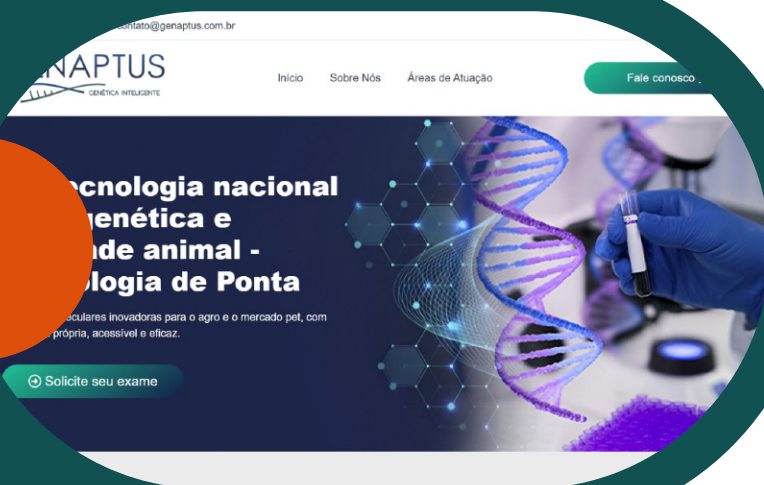 contato@genaptus.com.br
NAPTUS
GENÉTICA INTELIGENTE
Início Sobre Nós Áreas de Atuação
Fale conosco
ecnologia nacional
genética e
de animal -
ologia de Ponta
eculares inovadoras para o agro e o mercado pet, com
própria, acessível e eficaz.
Solicite seu exame